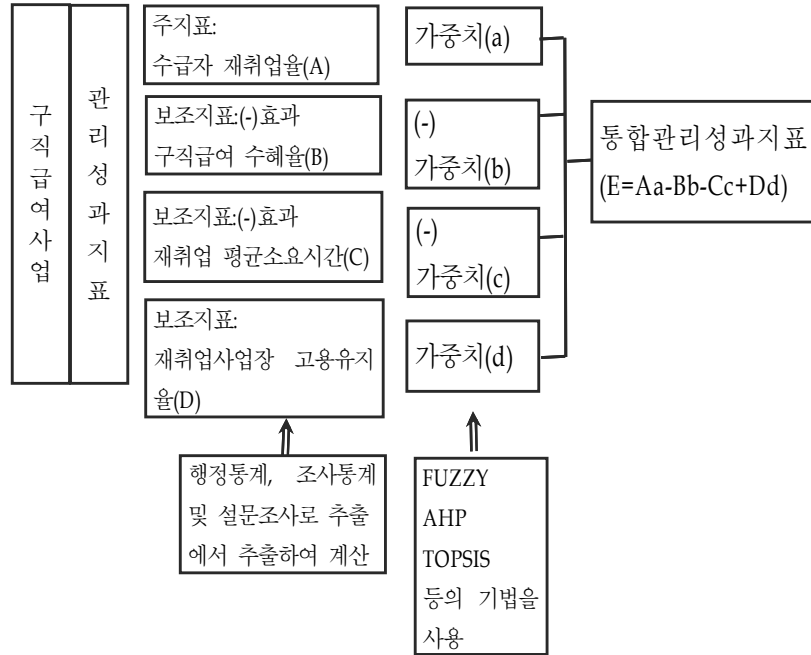 구직급여사업
관리성과지표
주지표:
수급자 재취업율(A)
보조지표:(-)효과
구직급여 수혜율(B)
보조지표:(-)효과
재취업 평균소요시간(C)
보조지표:
재취업사업장 고용유지
율(D)
가중치(a)
(-)
가중치(b)
(-)
가중치(c)
가중치(d)
통합관리성과지표
(E=Aa-Bb-Cc+Dd)
행정통계, 조사통계
및 설문조사로 추출
에서 추출하여 계산
FUZZY
AHP
TOPSIS
등의 기법을
사용